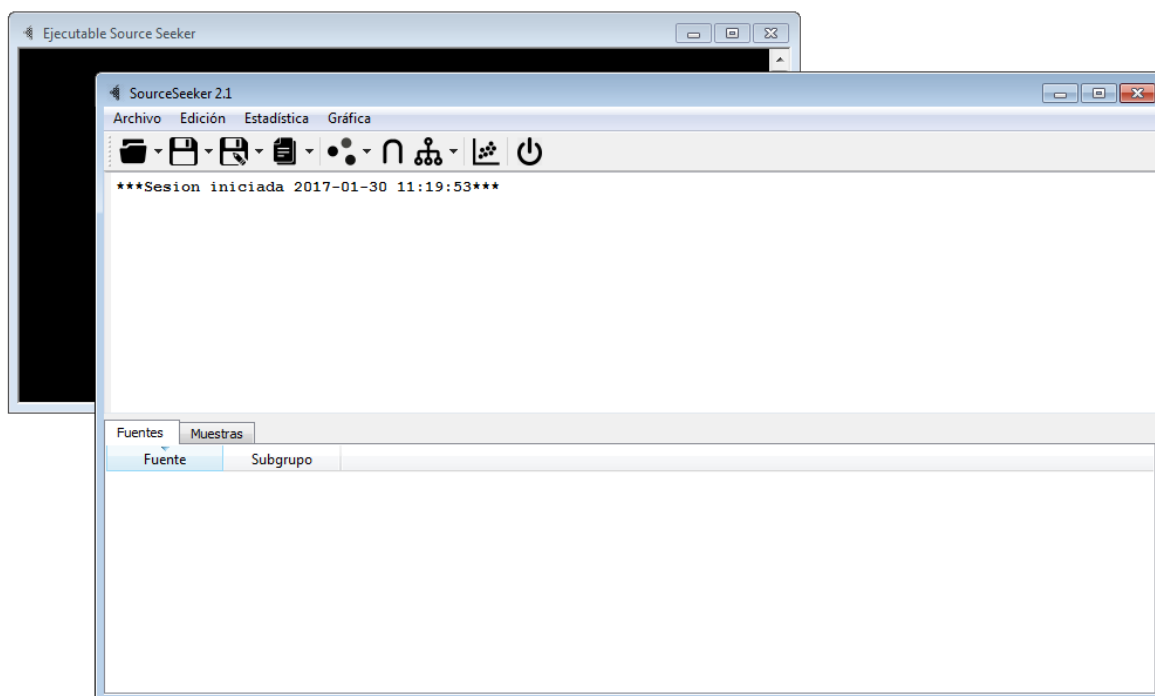 Ejecutable Source Seeker
SourceSeeker 2.1
Archivo Edición Estadística Gráfica
***Sesion iniciada 2017-01-30 11:19:53***
Fuentes Muestras
Fuente Subgrupo